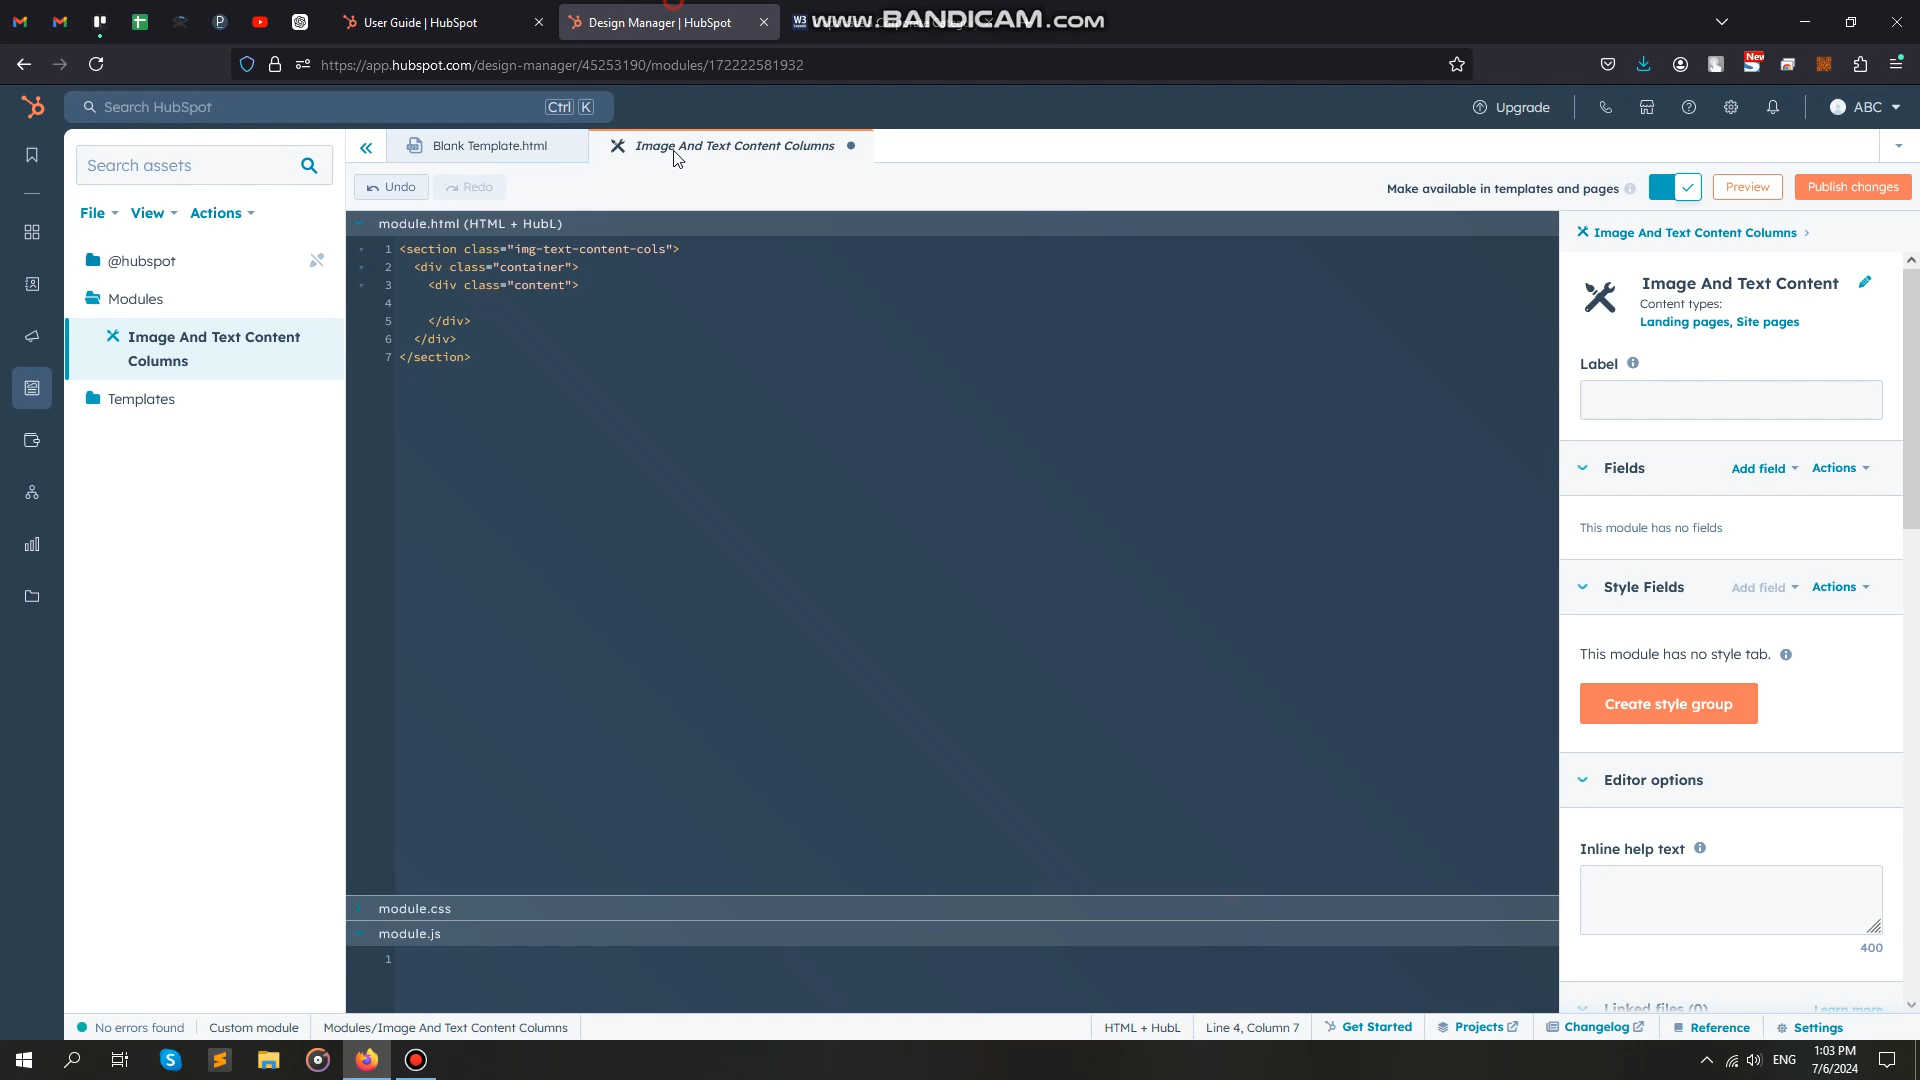 User Guide | HubSpot
Design Manager | HubSpot
W3
www.BANDICAM.com
https://app.hubspot.com/design-manager/45253190/modules/172222581932
New
Search HubSpot
Ctrl K
Upgrade
ABC
Search assets
File View Actions
@hubspot
Modules
Image And Text Content
Columns
Templates
Blank Template.html
Image And Text Content Columns
Undo
Redo
Make available in templates and pages
Preview
Publish changes
module.html (HTML + HubL)
1 <section class="img-text-content-cols">
2 <div class="container">
3 <div class="content">
4
5 </div>
6 </div>
7 </section>
module.css
module.js
1
Image And Text Content Columns
Image And Text Content
Content types:
Landing pages, Site pages
Label
Fields
Add field
Actions
This module has no fields
Style Fields
Add field
Actions
This module has no style tab.
Create style group
Editor options
Inline help text
400
Linked files (0)
Learn more
No errors found
Custom module
Modules/Image And Text Content Columns
HTML + HubL
Line 4, Column 7
Get Started
Projects
Changelog
Reference
Settings
ENG
1:03 PM
7/6/2024